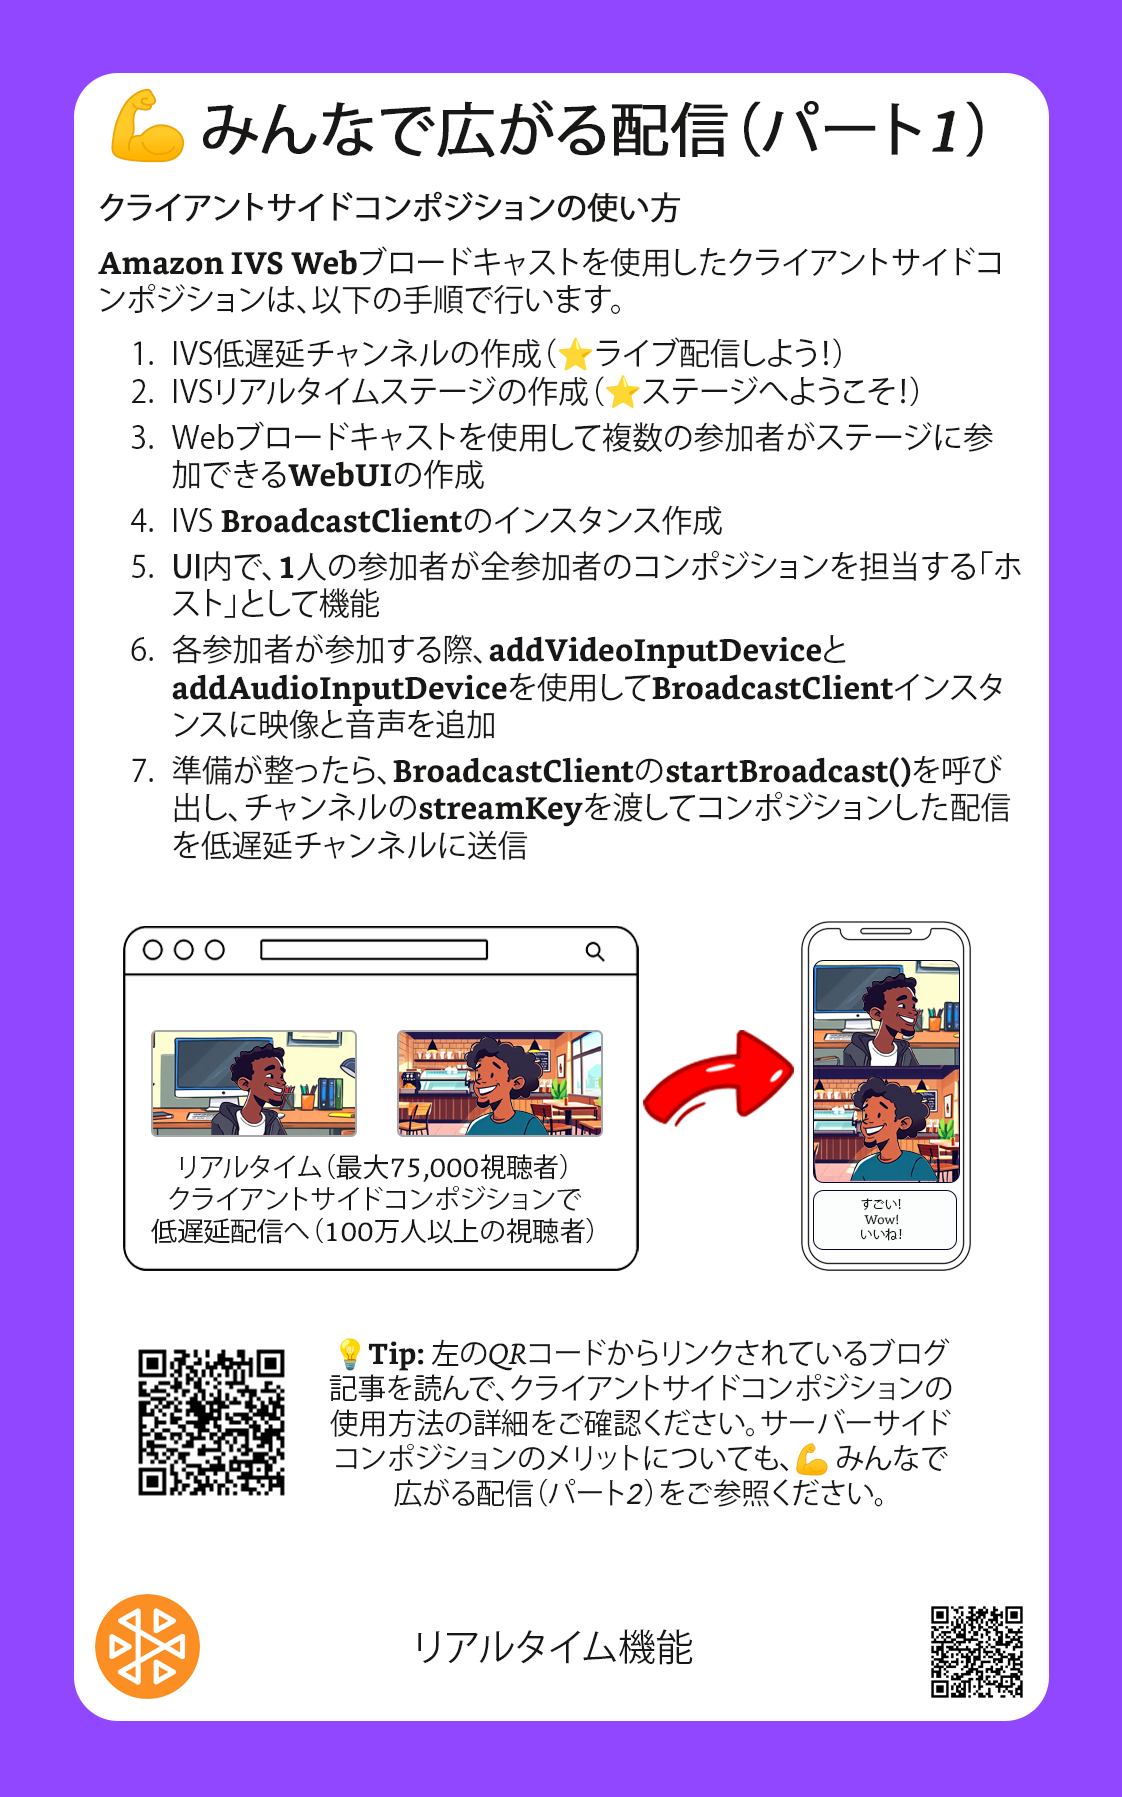 💪 みんなで広がる配信（パート1）
クライアントサイドコンポジションの使い方
Amazon IVS Webブロードキャストを使用したクライアントサイドコ
ンポジションは、以下の手順で行います。
1. IVS低遅延チャンネルの作成（⭐ライブ配信しよう！）
2. IVSリアルタイムステージの作成（⭐ステージへようこそ！）
3. Webブロードキャストを使用して複数の参加者がステージに参
加できるWebUIの作成
4. IVS BroadcastClientのインスタンス作成
5. UI内で、1人の参加者が全参加者のコンポジションを担当する「ホ
スト」として機能
6. 各参加者が参加する際、addVideoInputDeviceと
addAudioInputDeviceを使用してBroadcastClientインスタ
ンスに映像と音声を追加
7. 準備が整ったら、BroadcastClientのstartBroadcast()を呼び
出し、チャンネルのstreamKeyを渡してコンポジションした配信
を低遅延チャンネルに送信
リアルタイム（最大75,000視聴者）
クライアントサイドコンポジションで
低遅延配信へ（100万人以上の視聴者）
すごい！
Wow!
いいね！
💡Tip: 左のQRコードからリンクされているブログ
記事を読んで、クライアントサイドコンポジションの
使用方法の詳細をご確認ください。サーバーサイド
コンポジションのメリットについても、💪 みんなで
広がる配信（パート2）をご参照ください。
リアルタイム機能